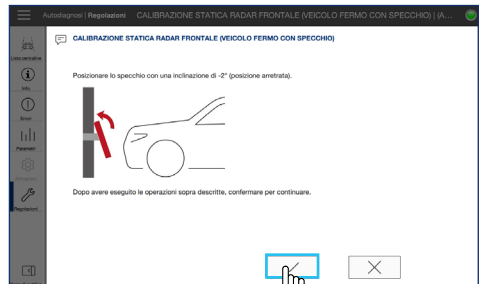 Autodiagnosi | Regolazioni CALIBRAZIONE STATICA RADAR FRONTALE (VEICOLO FERMO CON SPECCHIO) | (A...
CALIBRAZIONE STATICA RADAR FRONTALE (VEICOLO FERMO CON SPECCHIO)
Lista centraline
Posizionare lo specchio con una inclinazione di -2° (posizione arretrata).
Info
Errori
Parametri
Attivazioni
Dopo avere eseguito le operazioni sopra descritte, confermare per continuare.
Regolazioni